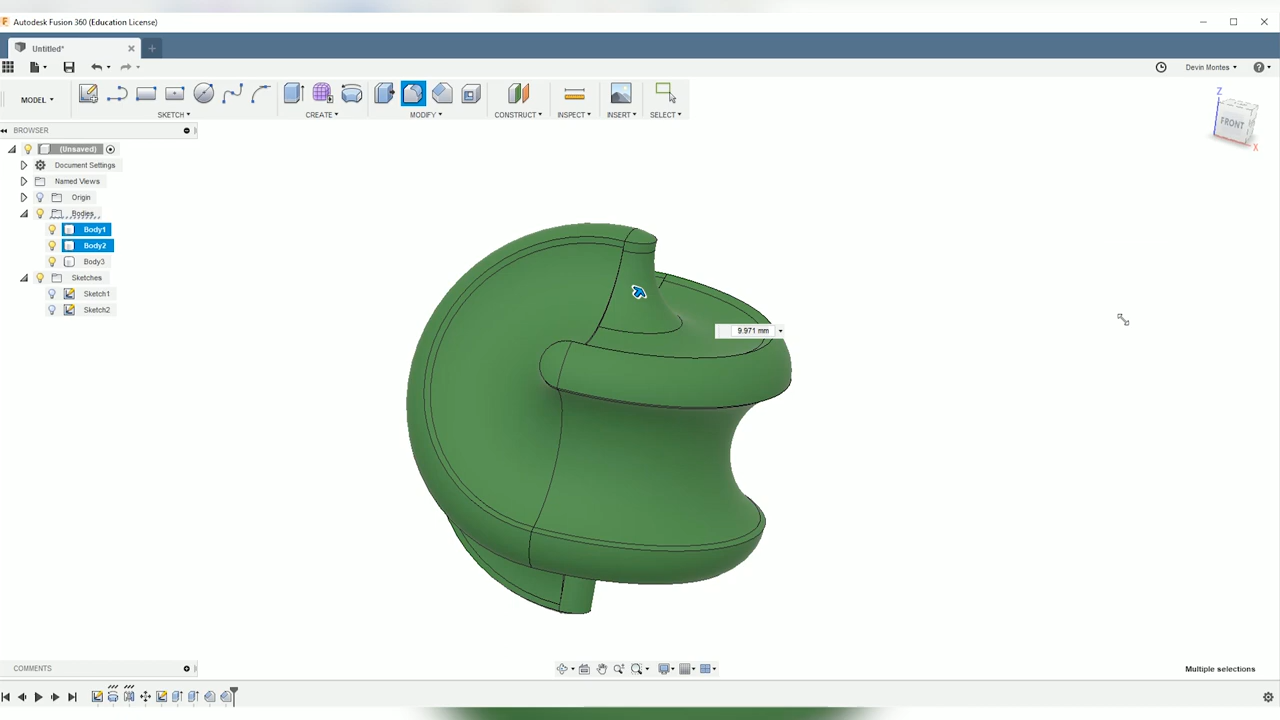 Autodesk Fusion 360 (Education License)
Untitled*
Devin Montes
MODEL
SKETCH
CREATE
MODIFY
CONSTRUCT
INSPECT
INSERT
SELECT
BROWSER
(Unsaved)
Document Settings
Named Views
Origin
Bodies
Body1
Body2
Body3
Sketches
Sketch1
Sketch2
Z
FRONT
X
9.971 mm
COMMENTS
Multiple selections